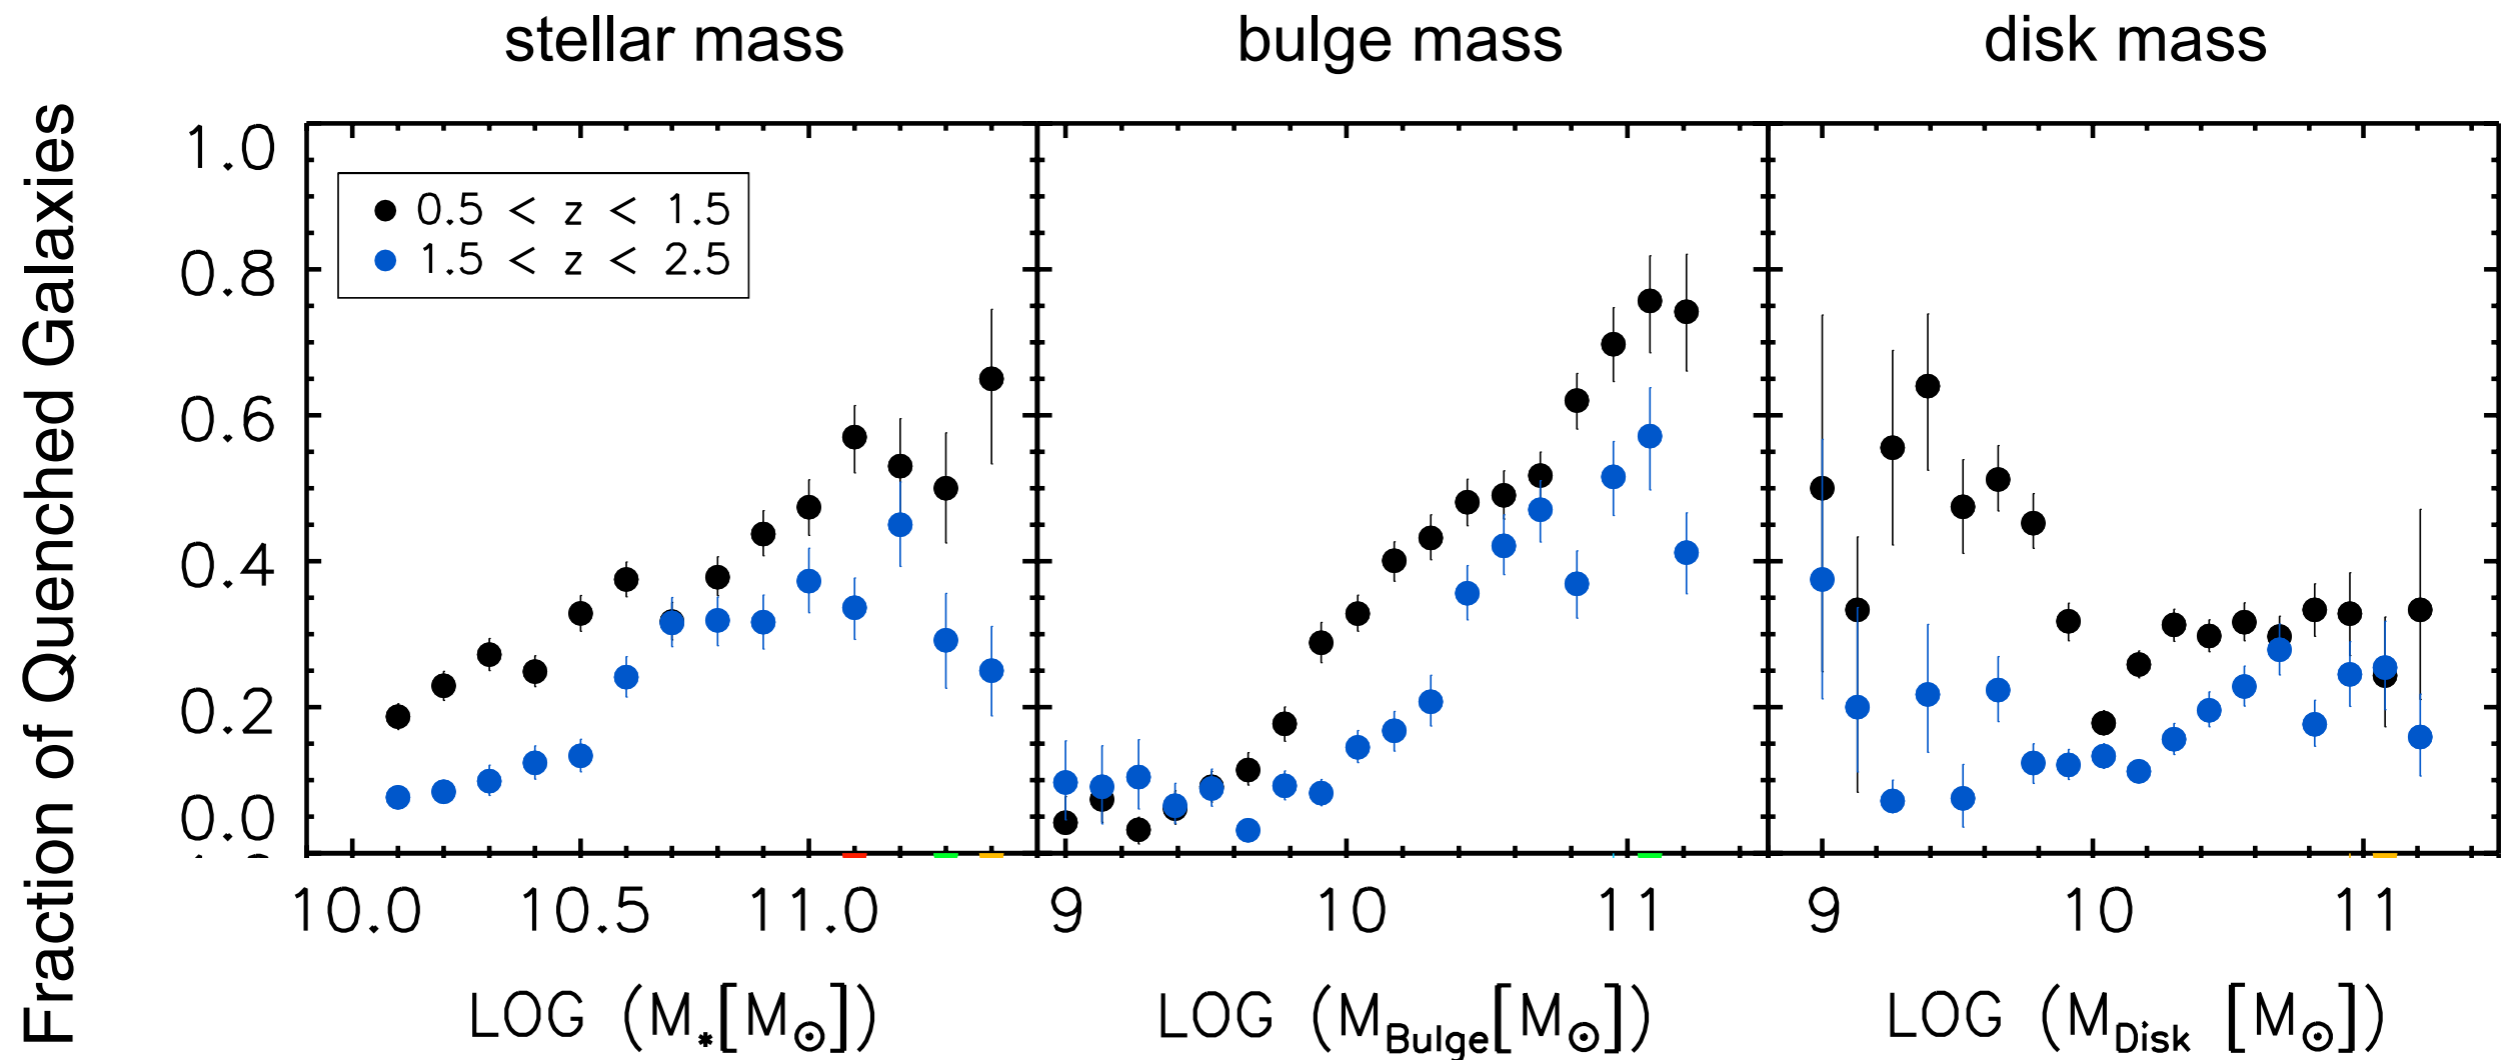 stellar mass
bulge mass
disk mass
Fraction of Quenched Galaxies
1.0
0.8
0.6
0.4
0.2
0.0
0.5 < z < 1.5
1.5 < z < 2.5
10.0 10.5 11.0
9 10 11
9 10 11
LOG (M*[M☉])
LOG (MBulge[M☉])
LOG (MDisk [M☉])